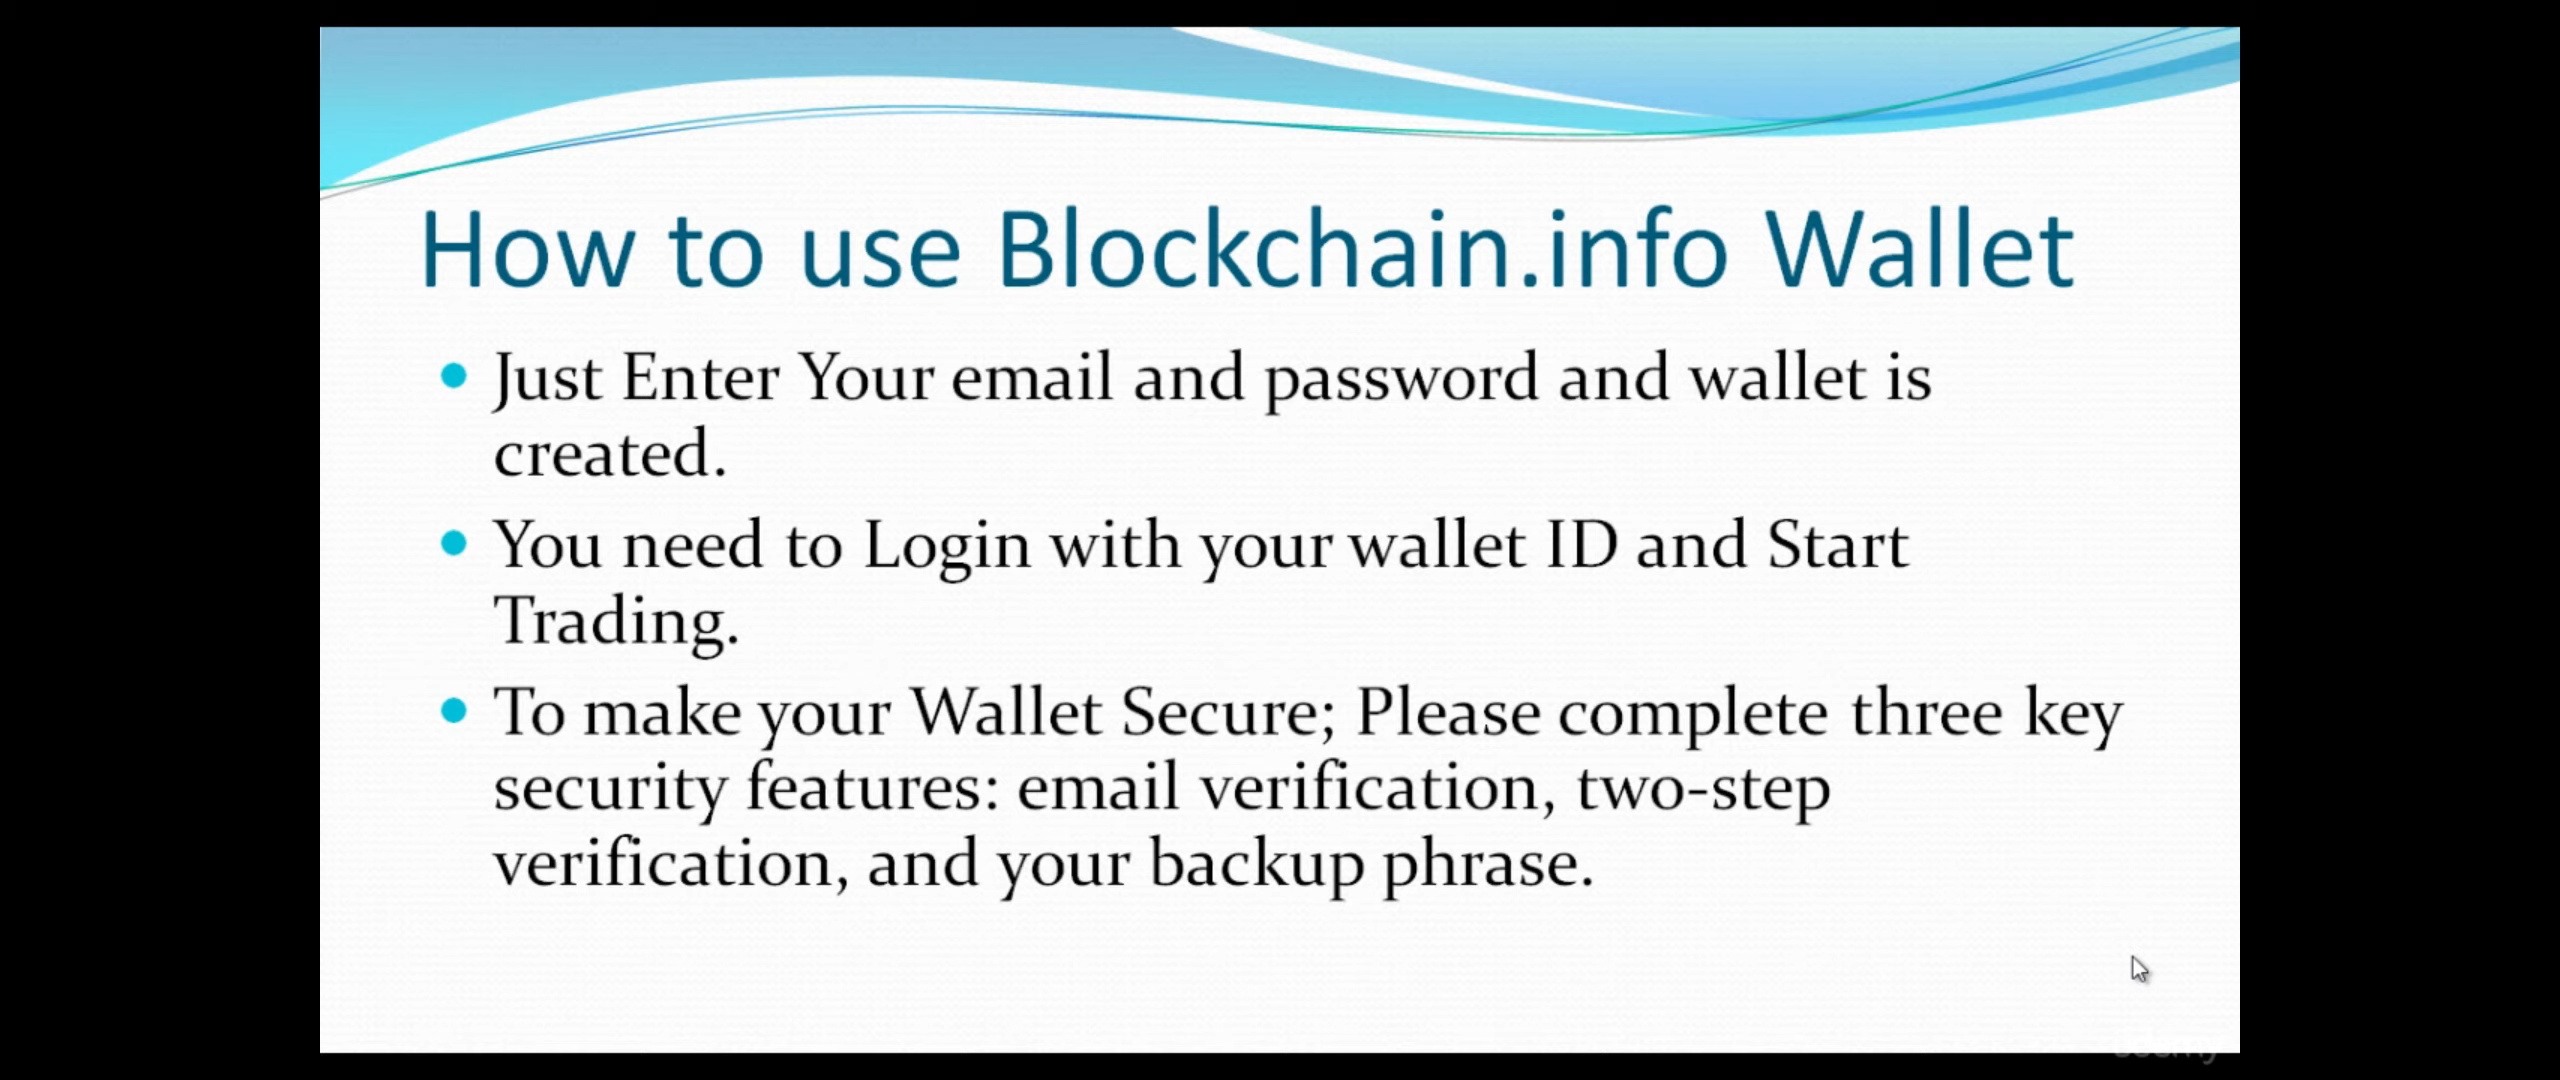 How to use Blockchain.info Wallet
Just Enter Your email and password and wallet is
created.
You need to Login with your wallet ID and Start
Trading.
To make your Wallet Secure; Please complete three key
security features: email verification, two-step
verification, and your backup phrase.